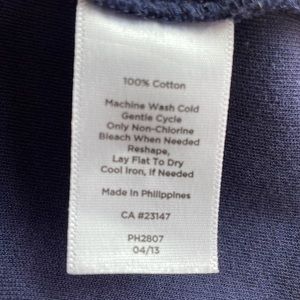 100% Cotton
Machine Wash Cold
Gentle Cycle
Only Non-Chlorine
Bleach When Needed
Reshape,
Lay Flat To Dry
Cool Iron, If Needed
Made In Philippines
CA #23147
PH2807
04/13